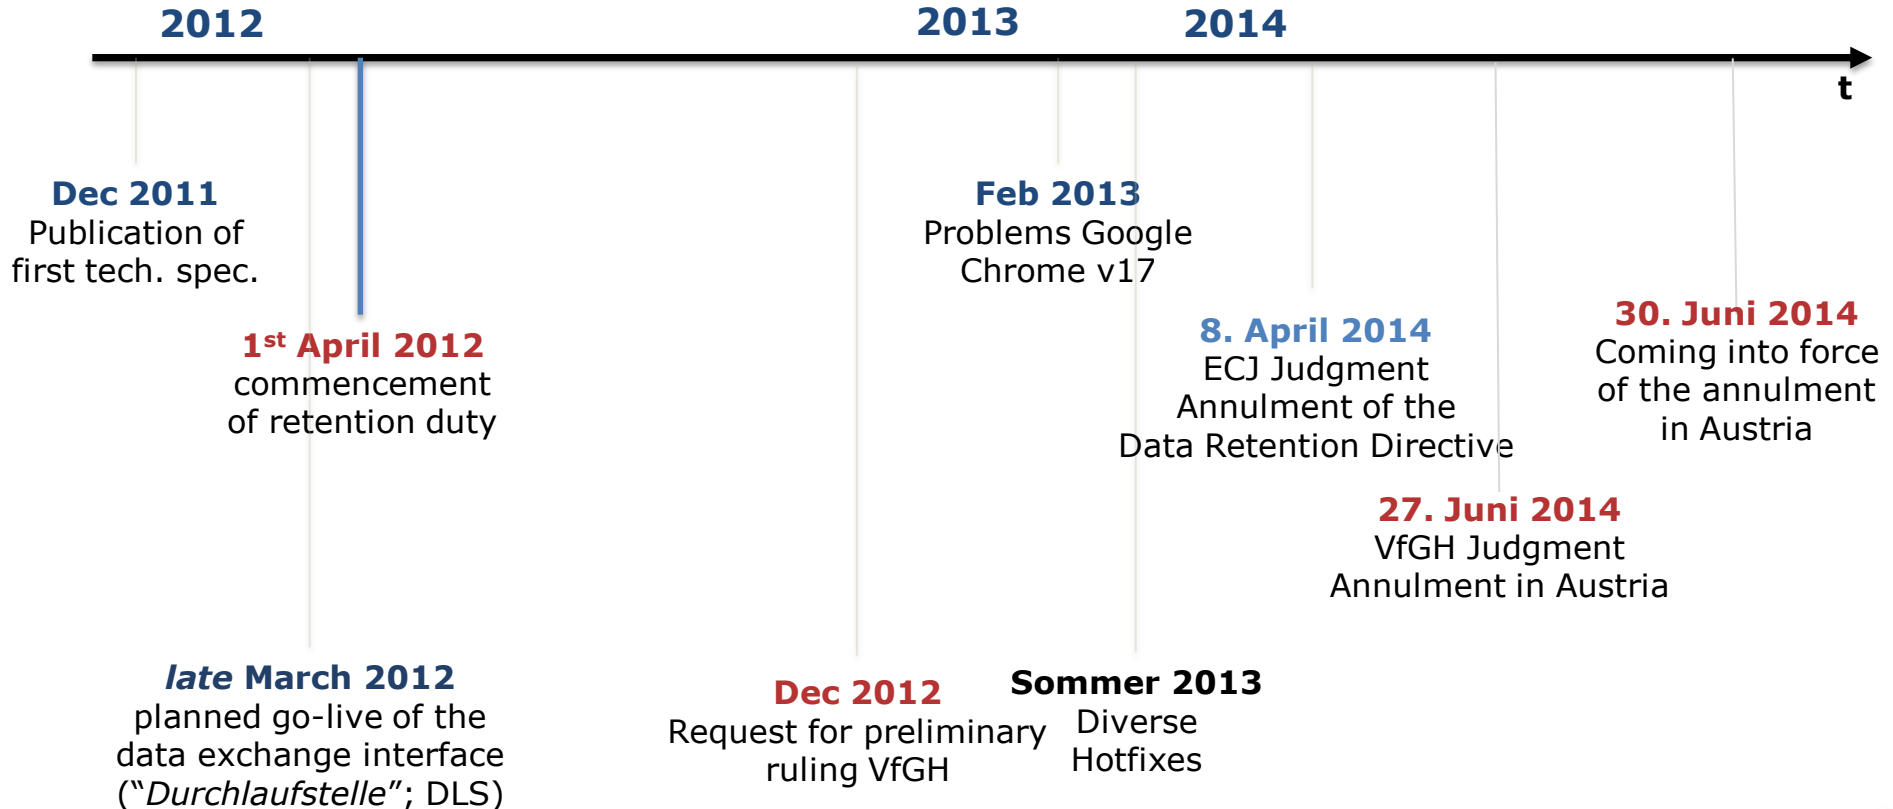 2012
2013
2014
t
Dec 2011
Publication of
first tech. spec.
Feb 2013
Problems Google
Chrome v17
1st April 2012
commencement
of retention duty
8. April 2014
ECJ Judgment
Annulment of the
Data Retention Directive
30. Juni 2014
Coming into force
of the annulment
in Austria
27. Juni 2014
VfGH Judgment
Annulment in Austria
late March 2012
planned go-live of the
data exchange interface
(“Durchlaufstelle”; DLS)
Dec 2012
Request for preliminary
ruling VfGH
Sommer 2013
Diverse
Hotfixes